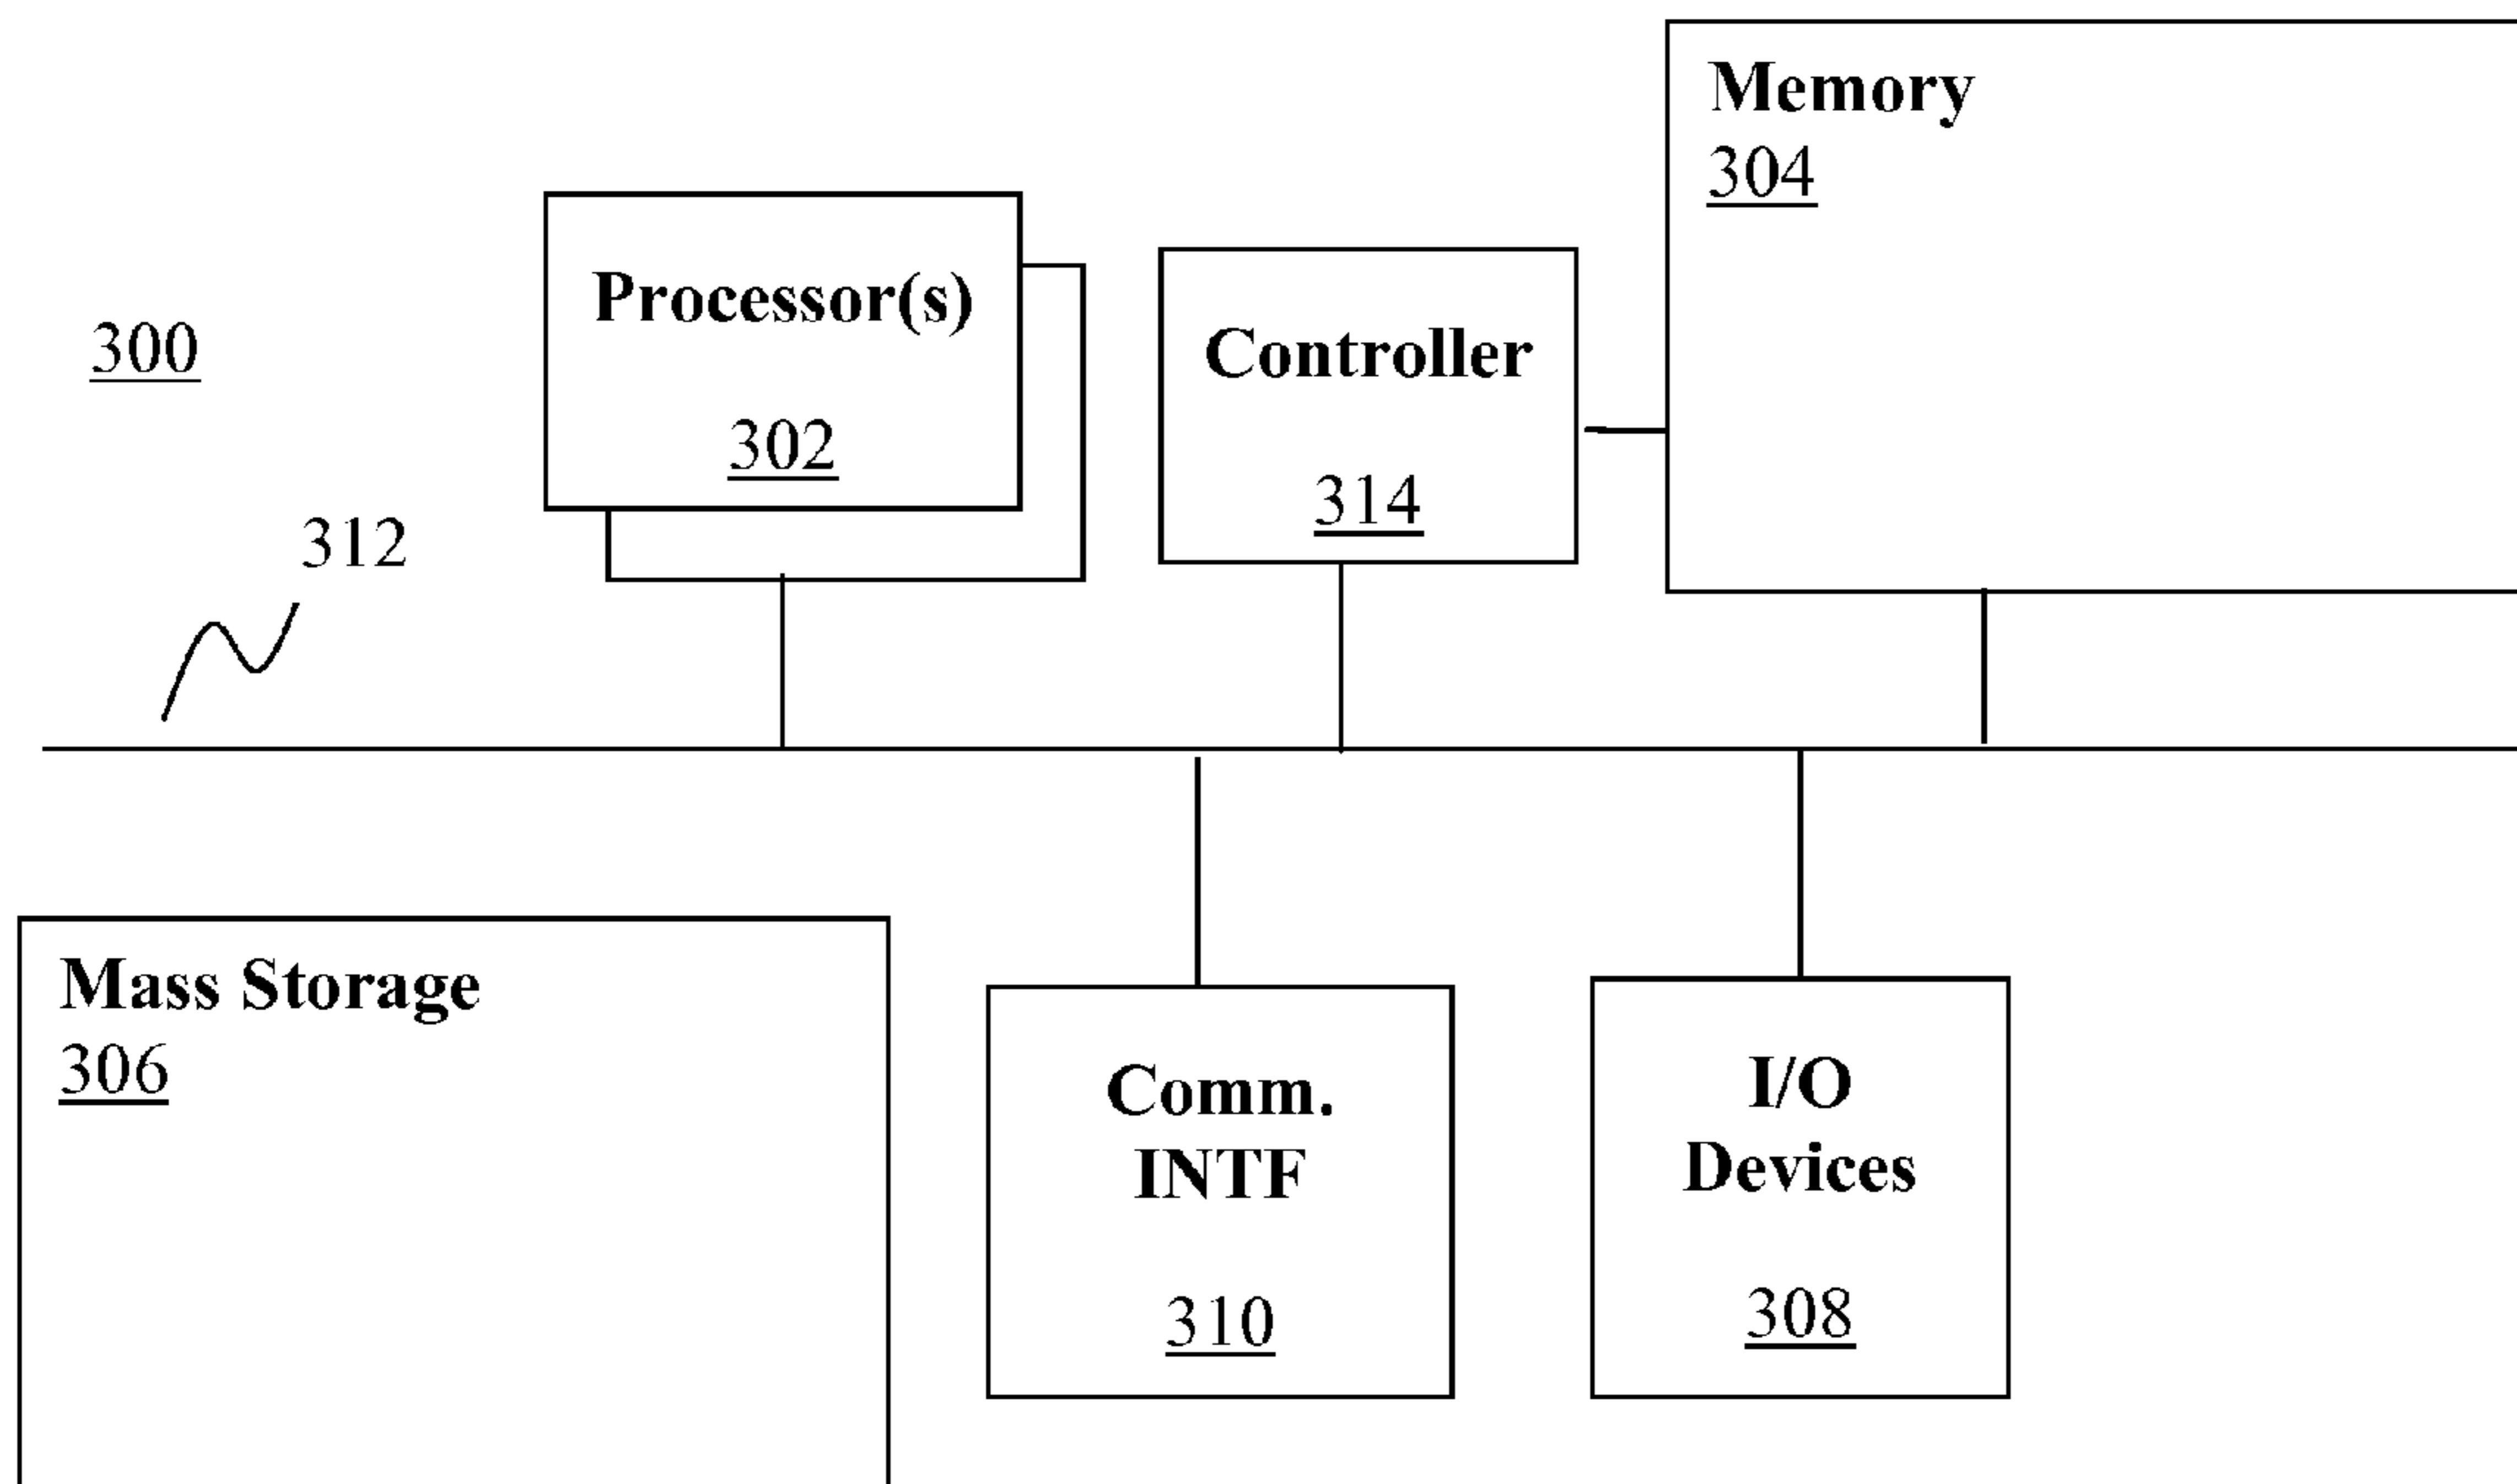 Memory
304
Processor(s)
302
Controller
314
300
312
Mass Storage
306
Comm.
INTF
310
I/O
Devices
308